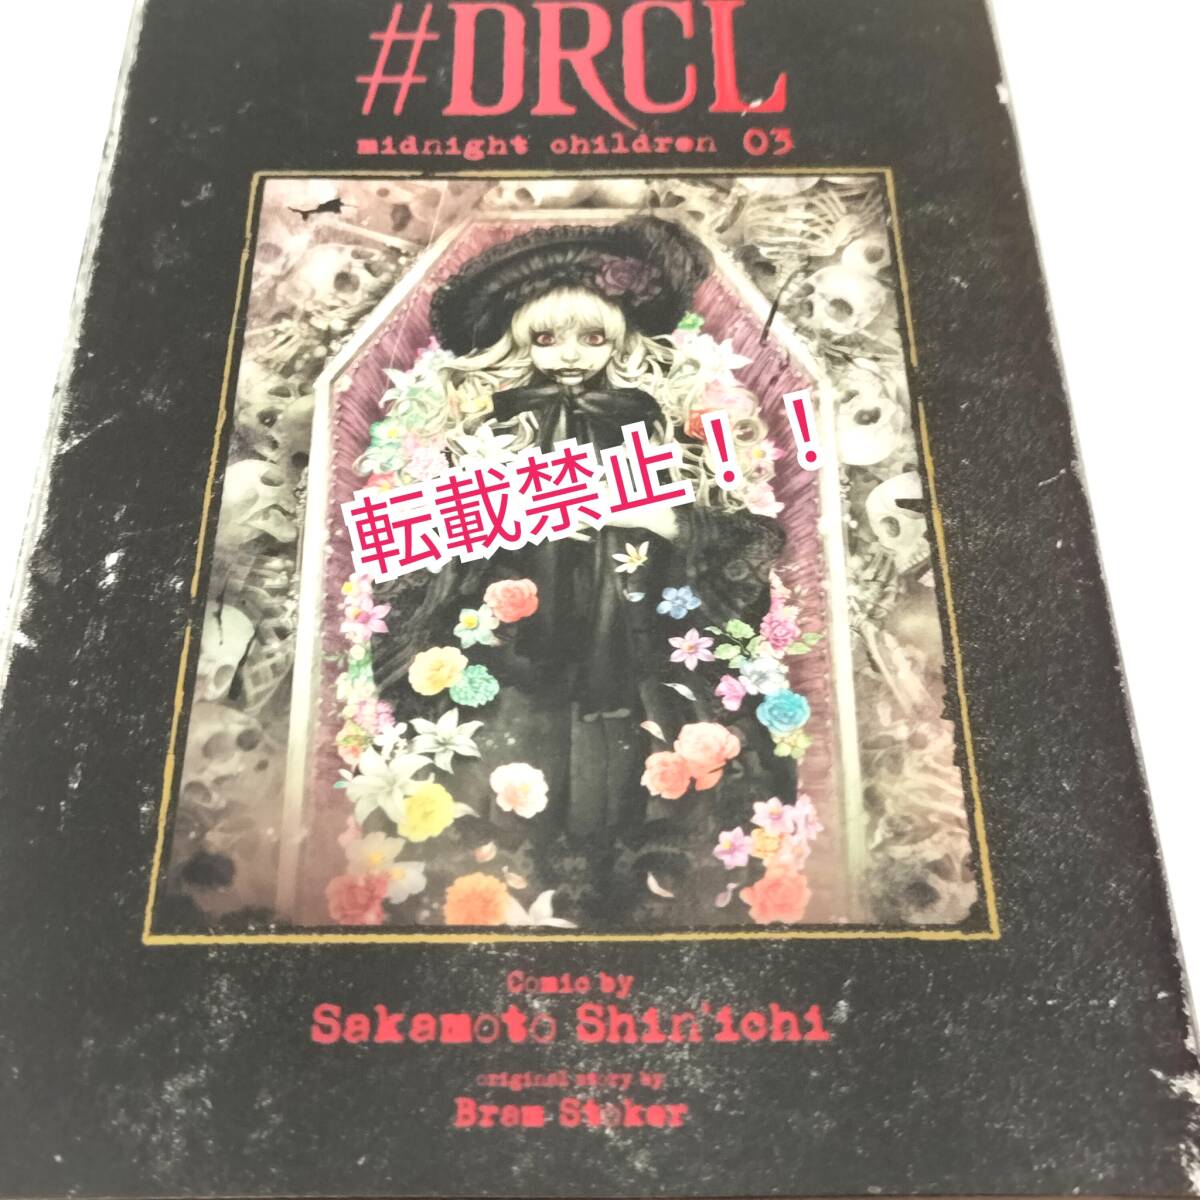 #DRCL
midnight children 03
転載禁止！！
Comic by
Sakamoto Shin'ichi
original story by
Bram Stoker